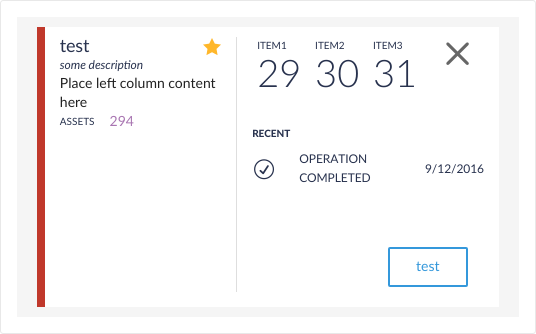 test
some description
Place left column content
here
ASSETS 294
ITEM1 ITEM2 ITEM3
29 30 31
RECENT
OPERATION
COMPLETED
9/12/2016
test